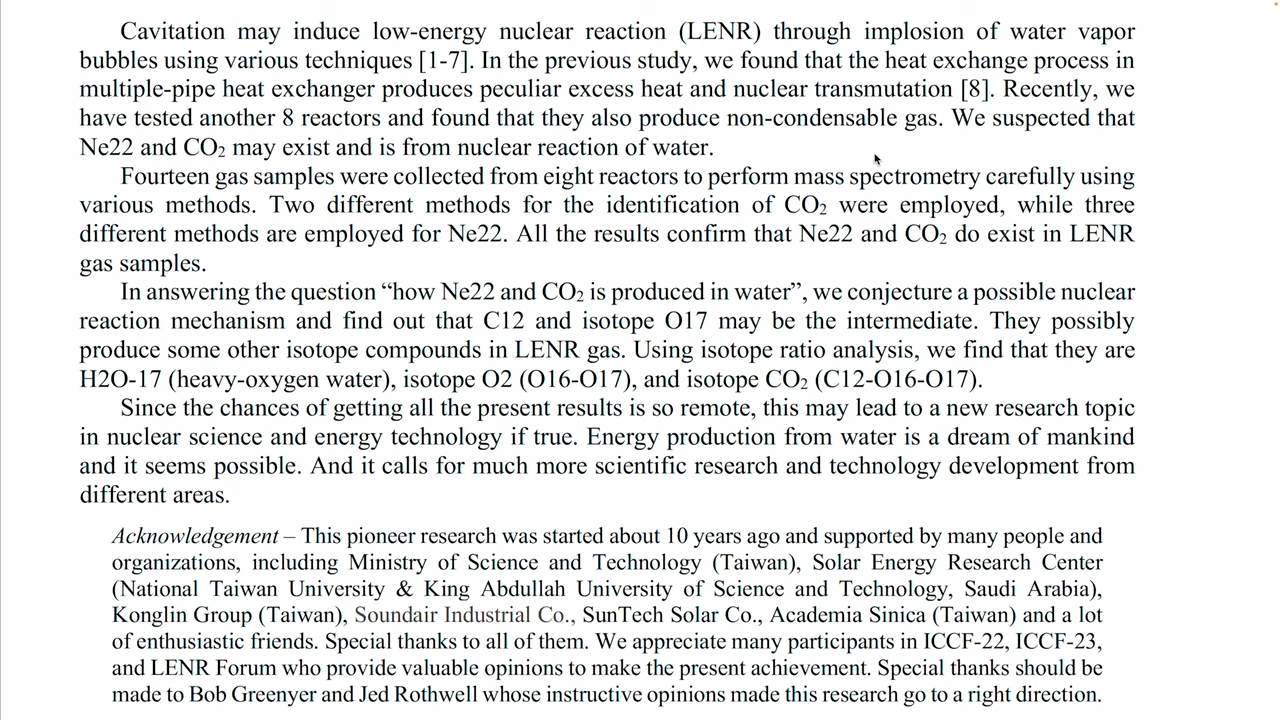 Cavitation may induce low-energy nuclear reaction (LENR) through implosion of water vapor
bubbles using various techniques [1-7]. In the previous study, we found that the heat exchange process in
multiple-pipe heat exchanger produces peculiar excess heat and nuclear transmutation [8]. Recently, we
have tested another 8 reactors and found that they also produce non-condensable gas. We suspected that
Ne22 and CO₂ may exist and is from nuclear reaction of water.
Fourteen gas samples were collected from eight reactors to perform mass spectrometry carefully using
various methods. Two different methods for the identification of CO₂ were employed, while three
different methods are employed for Ne22. All the results confirm that Ne22 and CO₂ do exist in LENR
gas samples.
In answering the question “how Ne22 and CO₂ is produced in water”, we conjecture a possible nuclear
reaction mechanism and find out that C12 and isotope O17 may be the intermediate. They possibly
produce some other isotope compounds in LENR gas. Using isotope ratio analysis, we find that they are
H2O-17 (heavy-oxygen water), isotope O2 (O16-O17), and isotope CO₂ (C12-O16-O17).
Since the chances of getting all the present results is so remote, this may lead to a new research topic
in nuclear science and energy technology if true. Energy production from water is a dream of mankind
and it seems possible. And it calls for much more scientific research and technology development from
different areas.
Acknowledgement – This pioneer research was started about 10 years ago and supported by many people and
organizations, including Ministry of Science and Technology (Taiwan), Solar Energy Research Center
(National Taiwan University & King Abdullah University of Science and Technology, Saudi Arabia),
Konglin Group (Taiwan), Soundair Industrial Co., SunTech Solar Co., Academia Sinica (Taiwan) and a lot
of enthusiastic friends. Special thanks to all of them. We appreciate many participants in ICCF-22, ICCF-23,
and LENR Forum who provide valuable opinions to make the present achievement. Special thanks should be
made to Bob Greenyer and Jed Rothwell whose instructive opinions made this research go to a right direction.